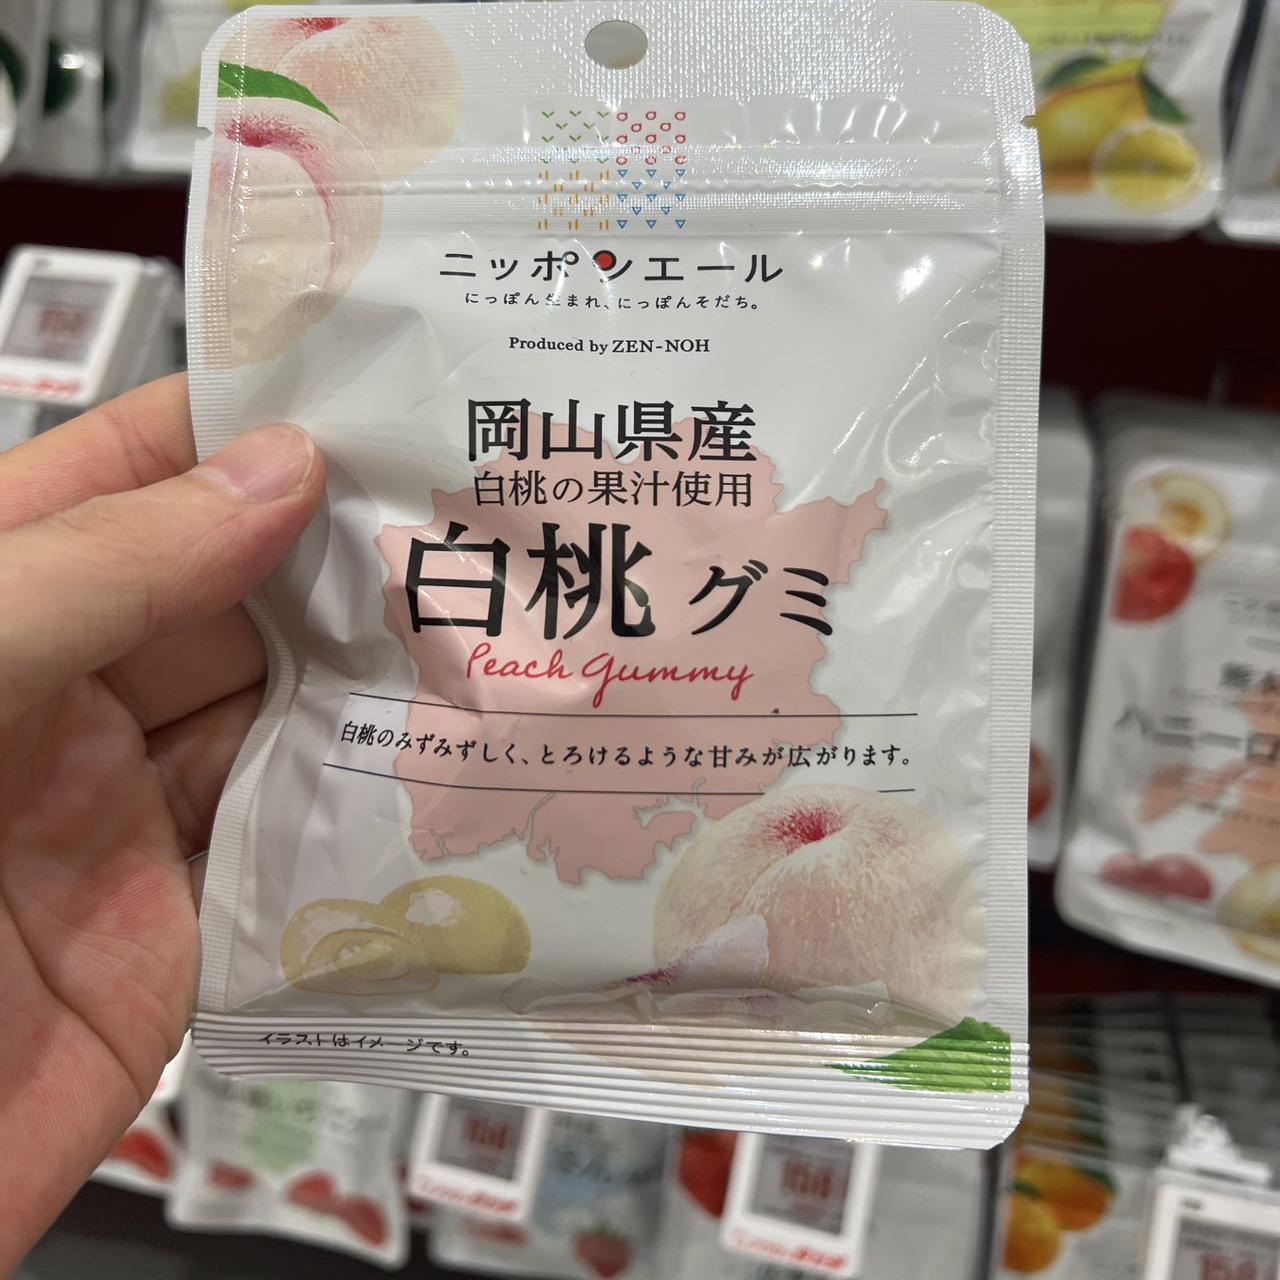 ニッポンエール
にっぽん生まれ、にっぽんそだち。
Produced by ZEN-NOH
岡山県産
白桃の果汁使用
白桃グミ
Peach Gummy
白桃のみずみずしく、とろけるような甘みが広がります。
イラストはイメージです。